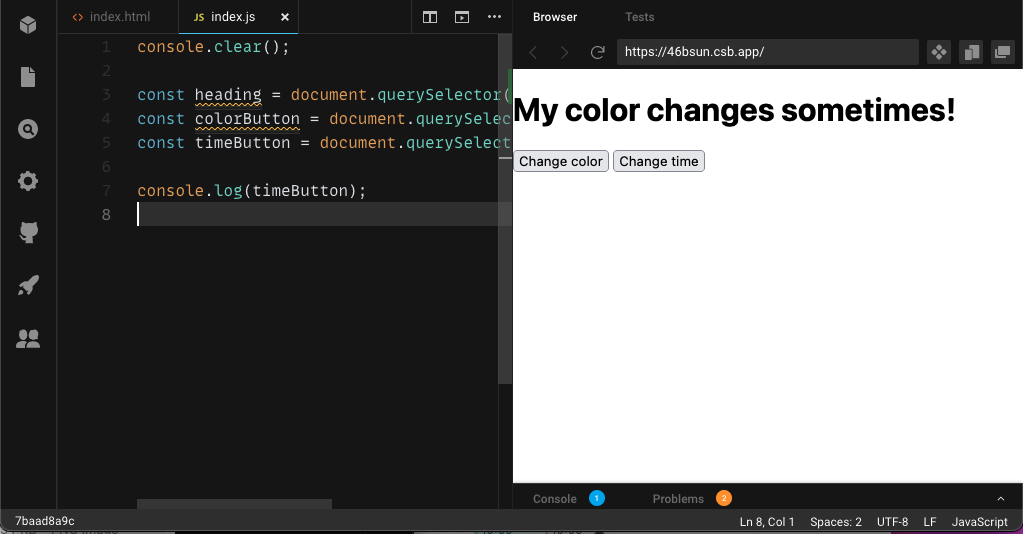 <> index.html
JS index.js ×
Browser
Tests
https://46bsun.csb.app/
1 console.clear();
2
3 const heading = document.querySelector(
4 const colorButton = document.querySelec
5 const timeButton = document.querySelect
6
7 console.log(timeButton);
8
My color changes sometimes!
Change color
Change time
Console 1
Problems 2
7baad8a9c
Ln 8, Col 1
Spaces: 2
UTF-8
LF
JavaScript